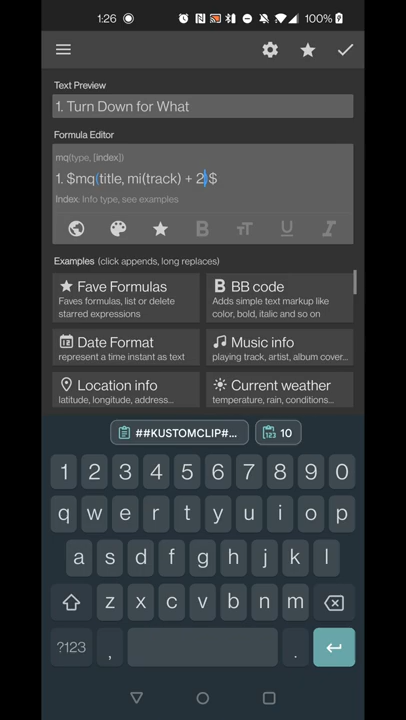 1:26
100%
Text Preview
1. Turn Down for What
Formula Editor
mq(type, [index])
1. $mq(title, mi(track) + 2)$
Index: Info type, see examples
B TT U I
Examples (click appends, long replaces)
Fave Formulas
Faves formulas, list or delete
starred expressions
B BB code
Adds simple text markup like
color, bold, italic and so on
Date Format
represent a time instant as text
Music info
playing track, artist, album cover...
Location info
latitude, longitude, address...
Current weather
temperature, rain, conditions...
##KUSTOMCLIP#...
123 10
1 2 3 4 5 6 7 8 9 0
q w e r t y u i o p
a s d f g h j k l
z x c v b n m
?123 , .